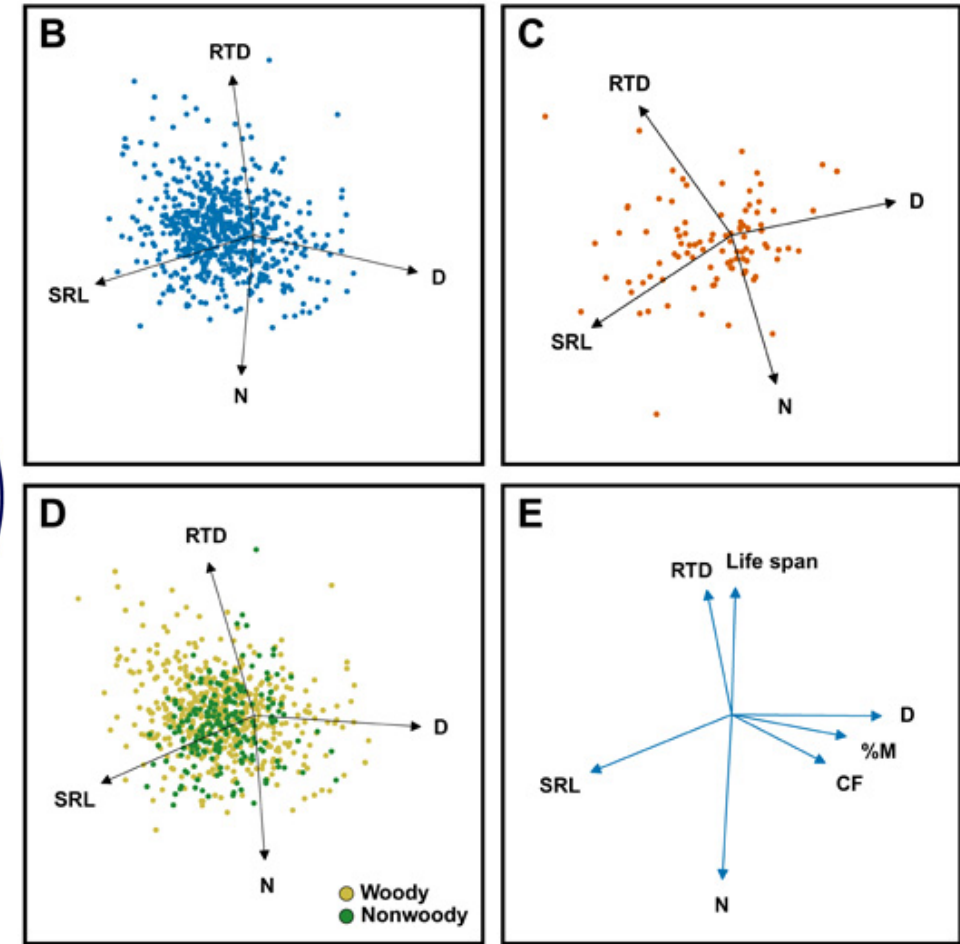 B
RTD
D
SRL
N
C
RTD
D
SRL
N
D
RTD
D
SRL
N
Woody
Nonwoody
E
RTD
Life span
D
%M
CF
SRL
N